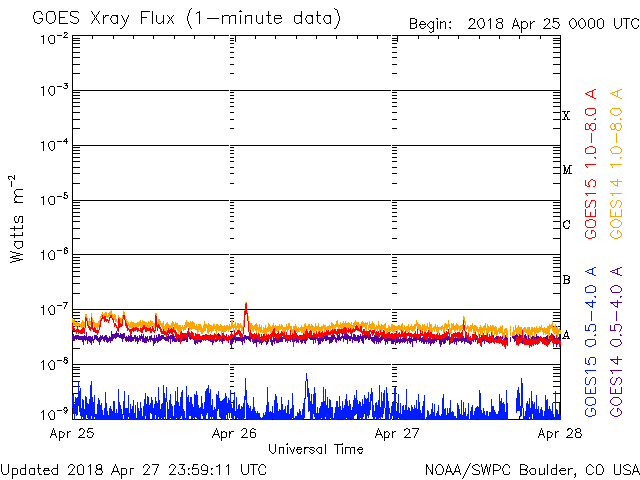 GOES Xray Flux (1-minute data)
Begin: 2018 Apr 25 0000 UTC
10⁻²
10⁻³
10⁻⁴
10⁻⁵
10⁻⁶
10⁻⁷
10⁻⁸
10⁻⁹
Watts m⁻²
X
M
C
B
A
GOES15 1.0-8.0 A
GOES14 1.0-8.0 A
GOES15 0.5-4.0 A
GOES14 0.5-4.0 A
Apr 25 Apr 26 Apr 27 Apr 28
Universal Time
Updated 2018 Apr 27 23:59:11 UTC
NOAA/SWPC Boulder, CO USA